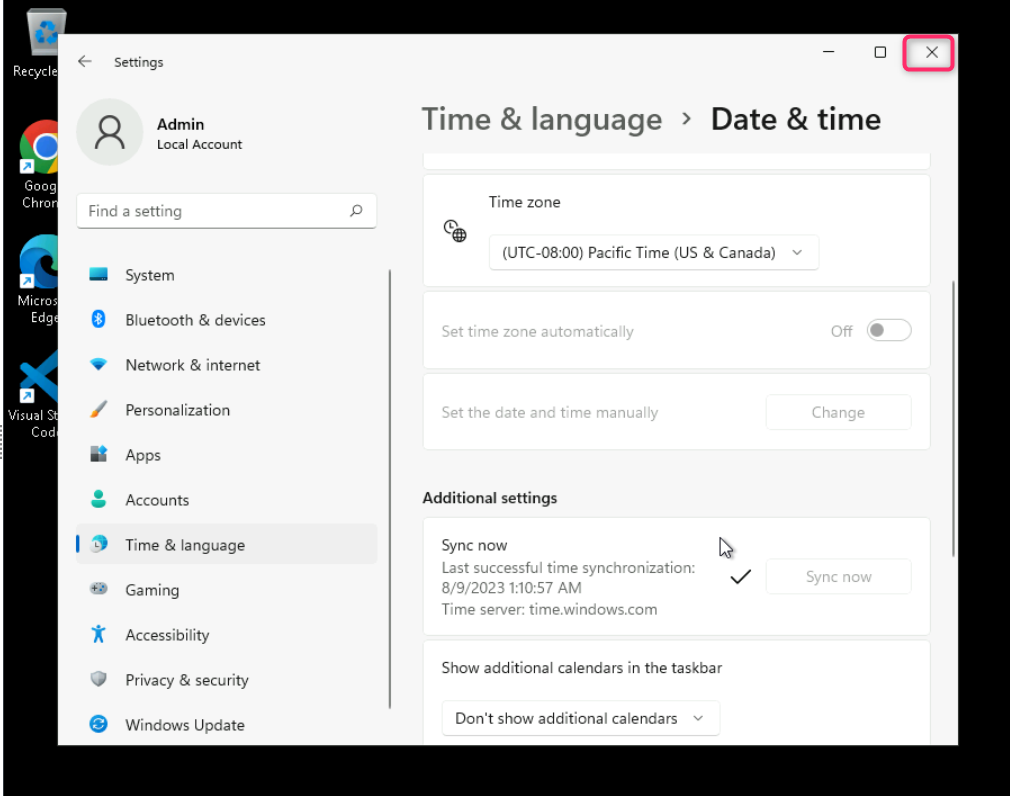 Recycle
Goog
Chron
Micros
Edge
Visual St
Code
Settings
Admin
Local Account
Find a setting
System
Bluetooth & devices
Network & internet
Personalization
Apps
Accounts
Time & language
Gaming
Accessibility
Privacy & security
Windows Update
Time & language > Date & time
Time zone
(UTC-08:00) Pacific Time (US & Canada)
Set time zone automatically
Off
Set the date and time manually
Change
Additional settings
Sync now
Last successful time synchronization:
8/9/2023 1:10:57 AM
Time server: time.windows.com
Sync now
Show additional calendars in the taskbar
Don't show additional calendars